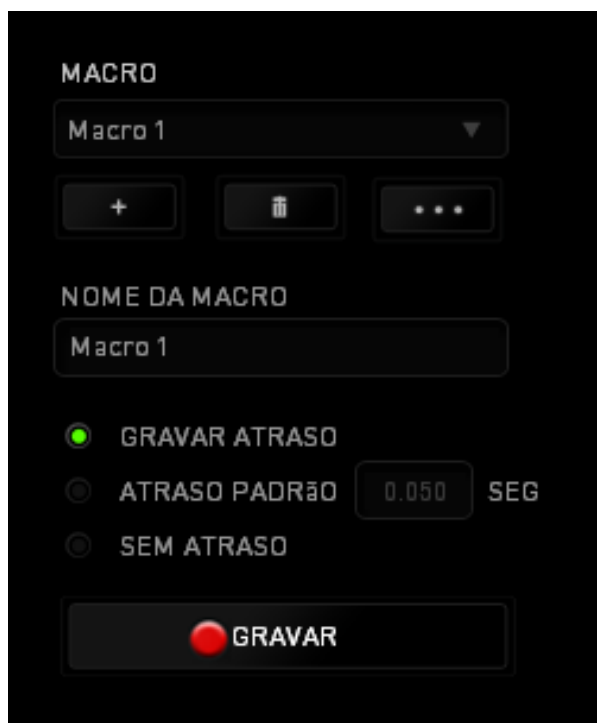 MACRO
Macro 1
+ ...
NOME DA MACRO
Macro 1
GRAVAR ATRASO
ATRASO PADRãO 0.050 SEG
SEM ATRASO
GRAVAR